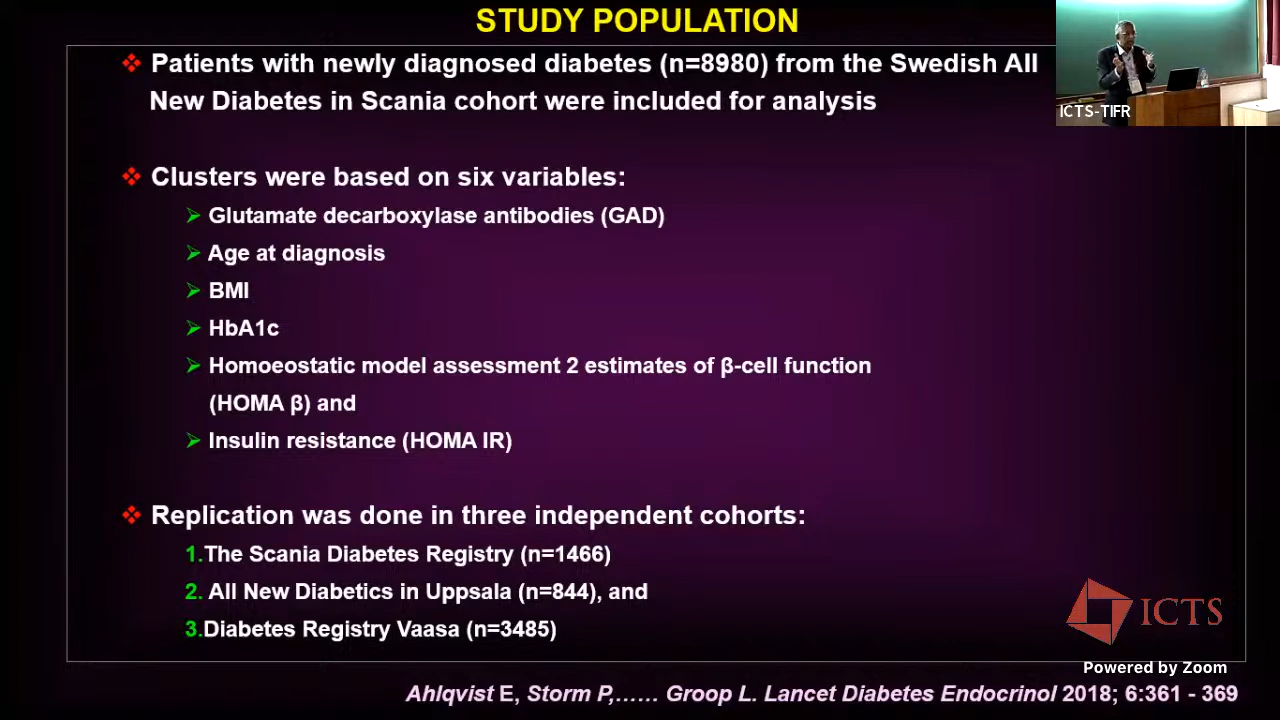 STUDY POPULATION
❖ Patients with newly diagnosed diabetes (n=8980) from the Swedish All
New Diabetes in Scania cohort were included for analysis
ICTS-TIFR
❖ Clusters were based on six variables:
➢ Glutamate decarboxylase antibodies (GAD)
➢ Age at diagnosis
➢ BMI
➢ HbA1c
➢ Homoeostatic model assessment 2 estimates of β-cell function
(HOMA β) and
➢ Insulin resistance (HOMA IR)
❖ Replication was done in three independent cohorts:
1.The Scania Diabetes Registry (n=1466)
2. All New Diabetics in Uppsala (n=844), and
3.Diabetes Registry Vaasa (n=3485)
ICTS
Powered by Zoom
Ahlqvist E, Storm P,…… Groop L. Lancet Diabetes Endocrinol 2018; 6:361 - 369